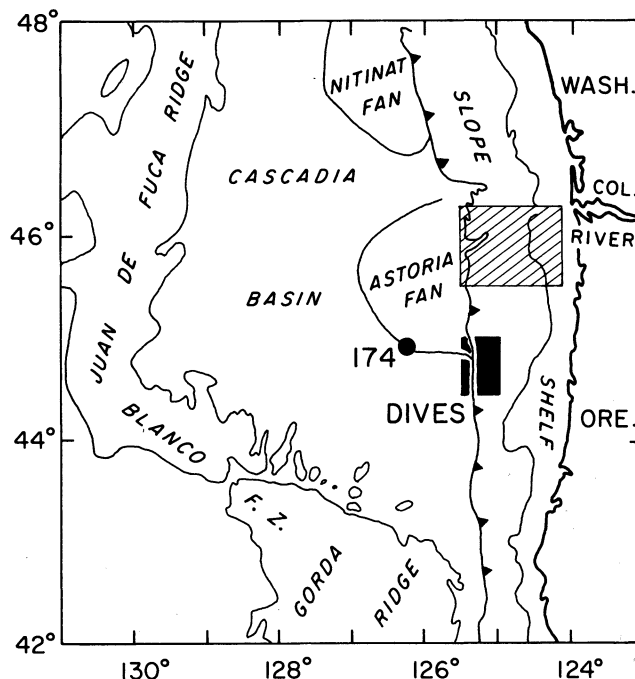 48°
46°
44°
42°
130°
128°
126°
124°
JUAN DE FUCA RIDGE
NITINAT
FAN
SLOPE
WASH.
CASCADIA
COL.
RIVER
BASIN
ASTORIA
FAN
174
DIVES
SHELF
ORE.
BLANCO
F. Z.
GORDA
RIDGE